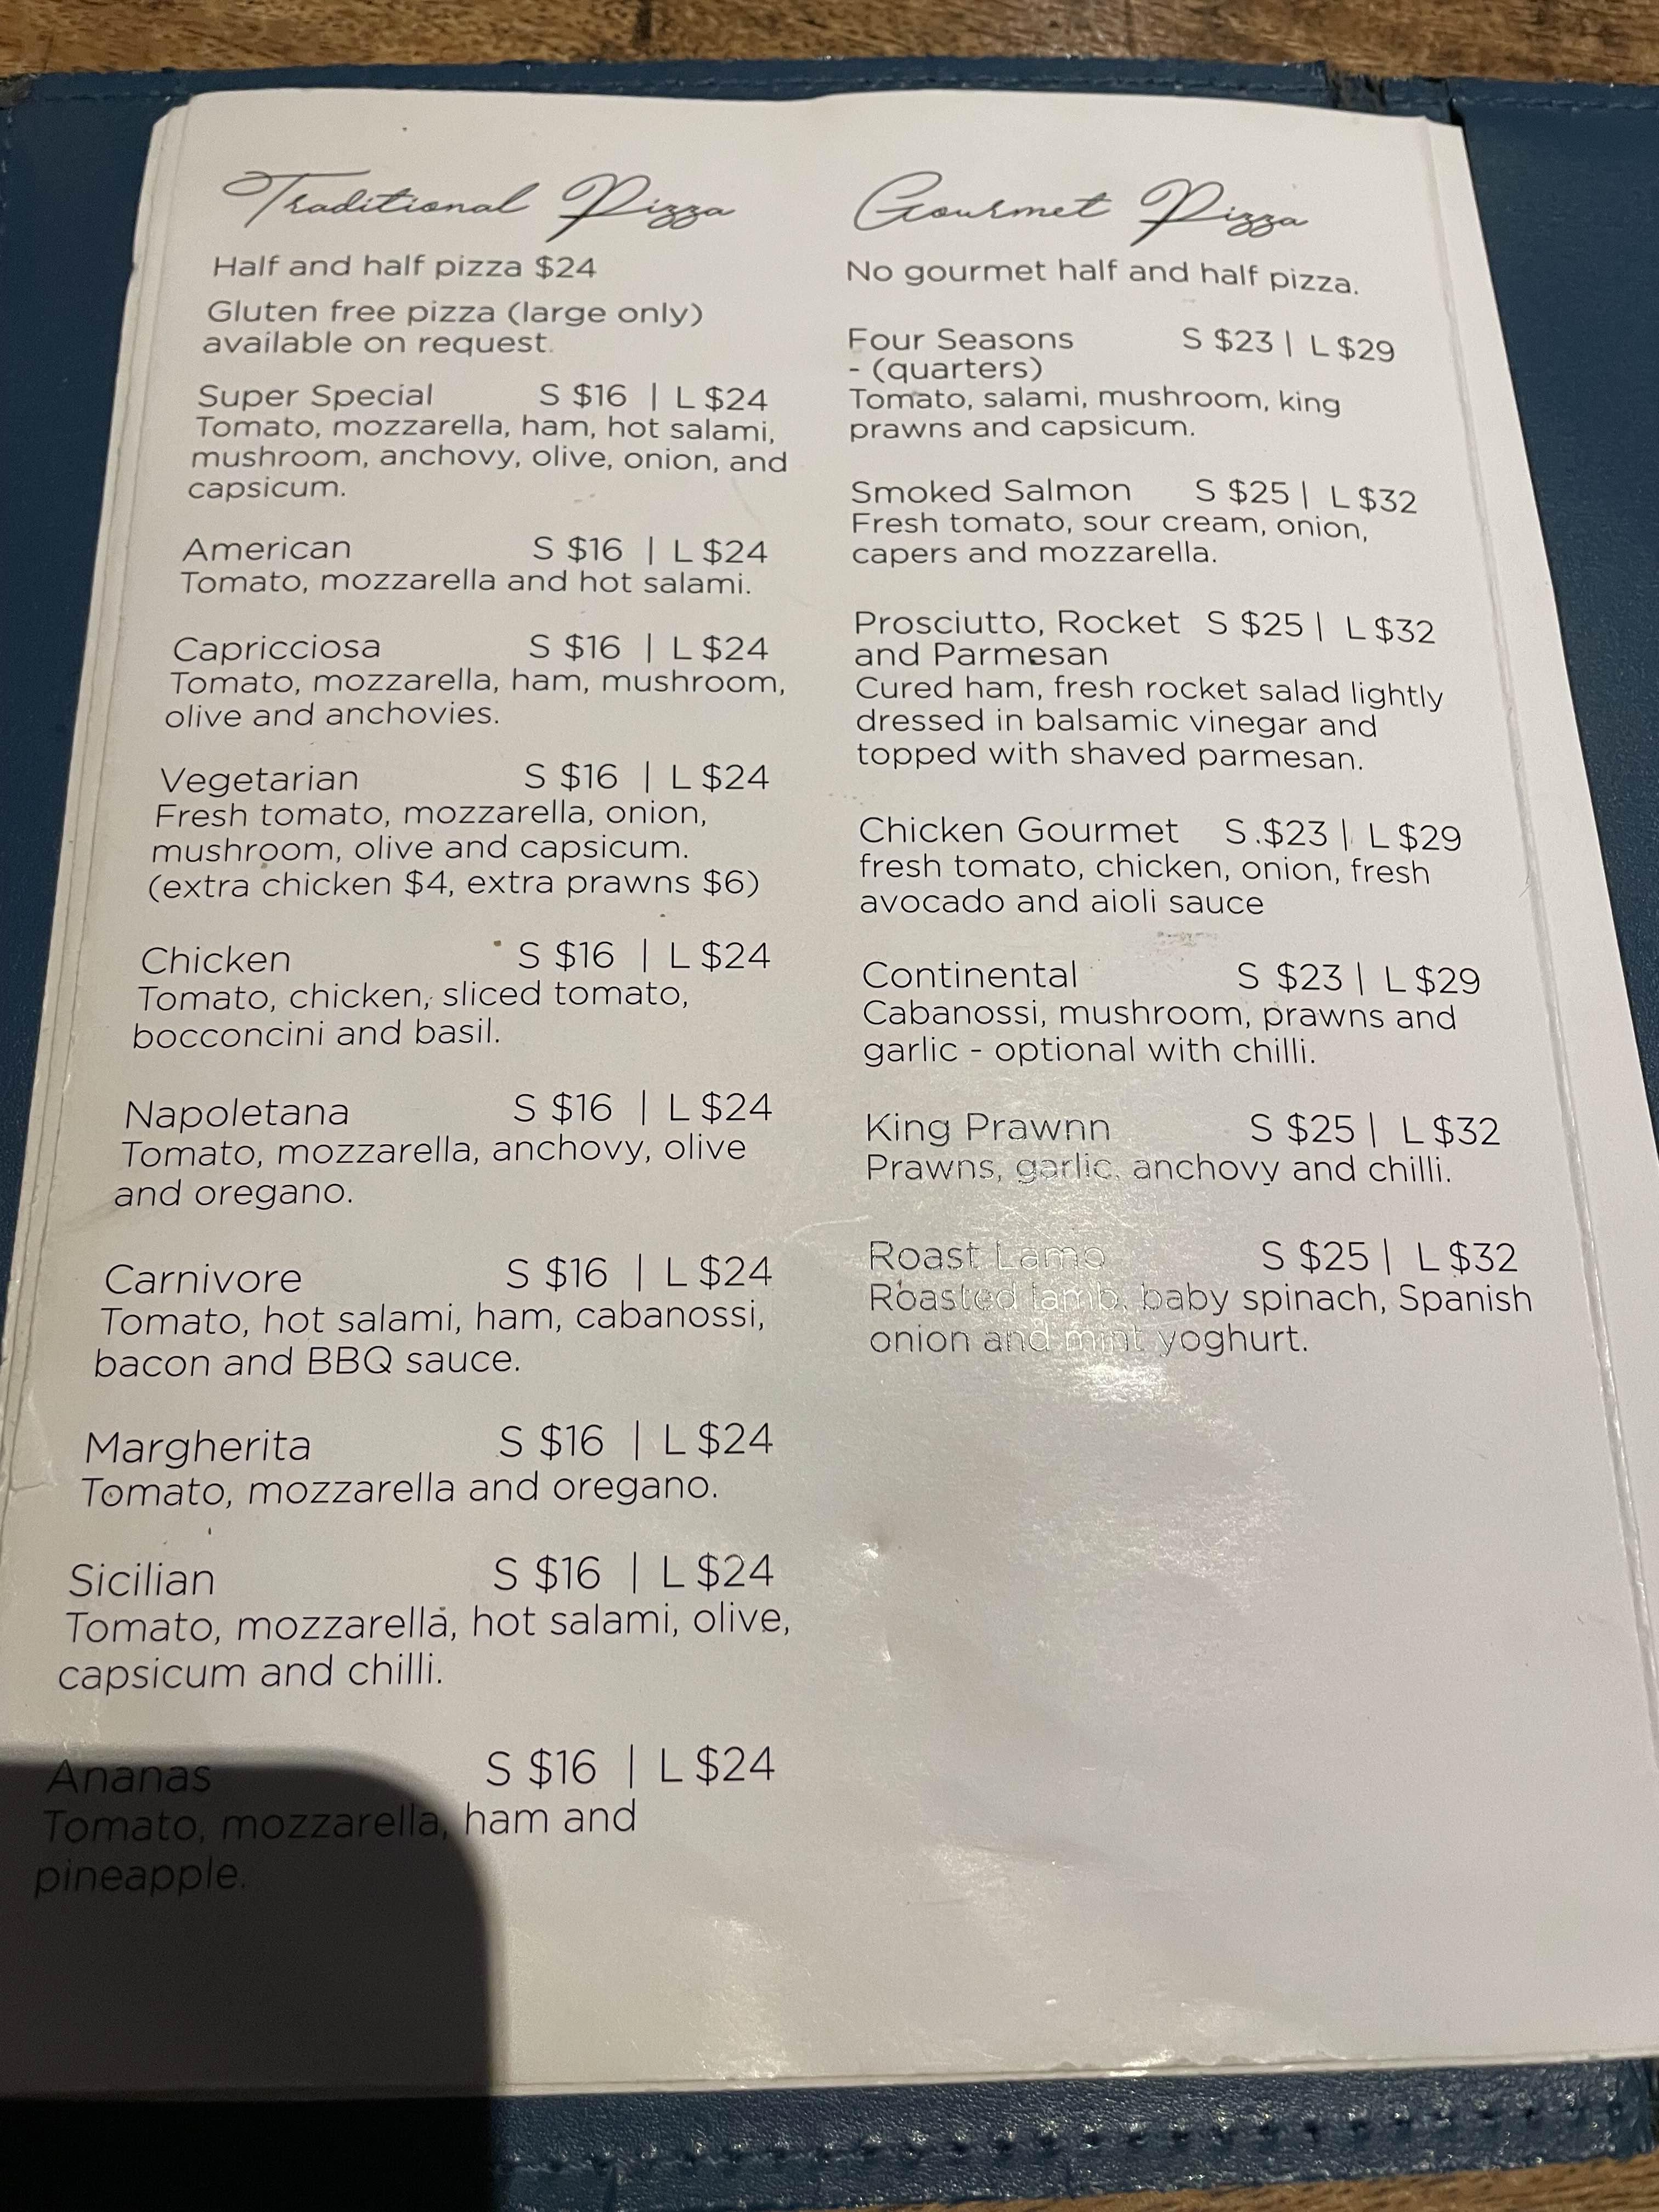 Traditional Pizza
Half and half pizza $24
Gluten free pizza (large only)
available on request.
Super Special S $16 | L $24
Tomato, mozzarella, ham, hot salami,
mushroom, anchovy, olive, onion, and
capsicum.
American S $16 | L $24
Tomato, mozzarella and hot salami.
Capricciosa S $16 | L $24
Tomato, mozzarella, ham, mushroom,
olive and anchovies.
Vegetarian S $16 | L $24
Fresh tomato, mozzarella, onion,
mushroom, olive and capsicum.
(extra chicken $4, extra prawns $6)
Chicken S $16 | L $24
Tomato, chicken, sliced tomato,
bocconcini and basil.
Napoletana S $16 | L $24
Tomato, mozzarella, anchovy, olive
and oregano.
Carnivore S $16 | L $24
Tomato, hot salami, ham, cabanossi,
bacon and BBQ sauce.
Margherita S $16 | L $24
Tomato, mozzarella and oregano.
Sicilian S $16 | L $24
Tomato, mozzarella, hot salami, olive,
capsicum and chilli.
Ananas S $16 | L $24
Tomato, mozzarella, ham and
pineapple.
Gourmet Pizza
No gourmet half and half pizza.
Four Seasons S $23 | L $29
- (quarters)
Tomato, salami, mushroom, king
prawns and capsicum.
Smoked Salmon S $25 | L $32
Fresh tomato, sour cream, onion,
capers and mozzarella.
Prosciutto, Rocket S $25 | L $32
and Parmesan
Cured ham, fresh rocket salad lightly
dressed in balsamic vinegar and
topped with shaved parmesan.
Chicken Gourmet S $23 | L $29
fresh tomato, chicken, onion, fresh
avocado and aioli sauce
Continental S $23 | L $29
Cabanossi, mushroom, prawns and
garlic - optional with chilli.
King Prawnn S $25 | L $32
Prawns, garlic, anchovy and chilli.
Roast Lamb S $25 | L $32
Roasted lamb, baby spinach, Spanish
onion and mint yoghurt.